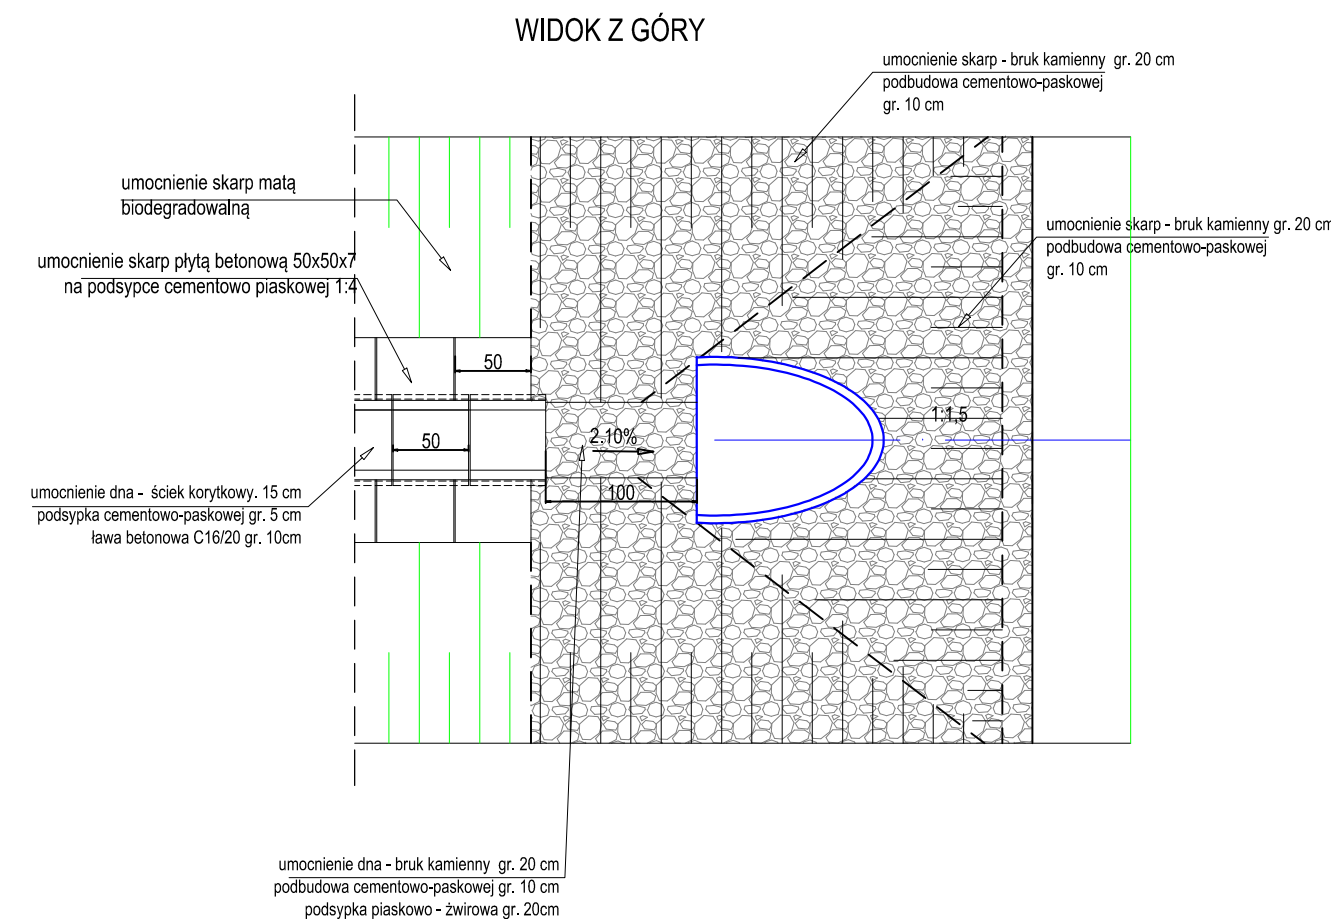 WIDOK Z GÓRY
umocnienie skarp - bruk kamienny gr. 20 cm
podbudowa cementowo-paskowej
gr. 10 cm
umocnienie skarp matą
biodegradowalną
umocnienie skarp - bruk kamienny gr. 20 cm
podbudowa cementowo-paskowej
gr. 10 cm
umocnienie skarp płytą betonową 50x50x7
na podsypce cementowo piaskowej 1:4
50
1:1,5
50
2.10%
100
umocnienie dna - ściek korytkowy. 15 cm
podsypka cementowo-paskowej gr. 5 cm
ława betonowa C16/20 gr. 10cm
umocnienie dna - bruk kamienny gr. 20 cm
podbudowa cementowo-paskowej gr. 10 cm
podsypka piaskowo - żwirowa gr. 20cm